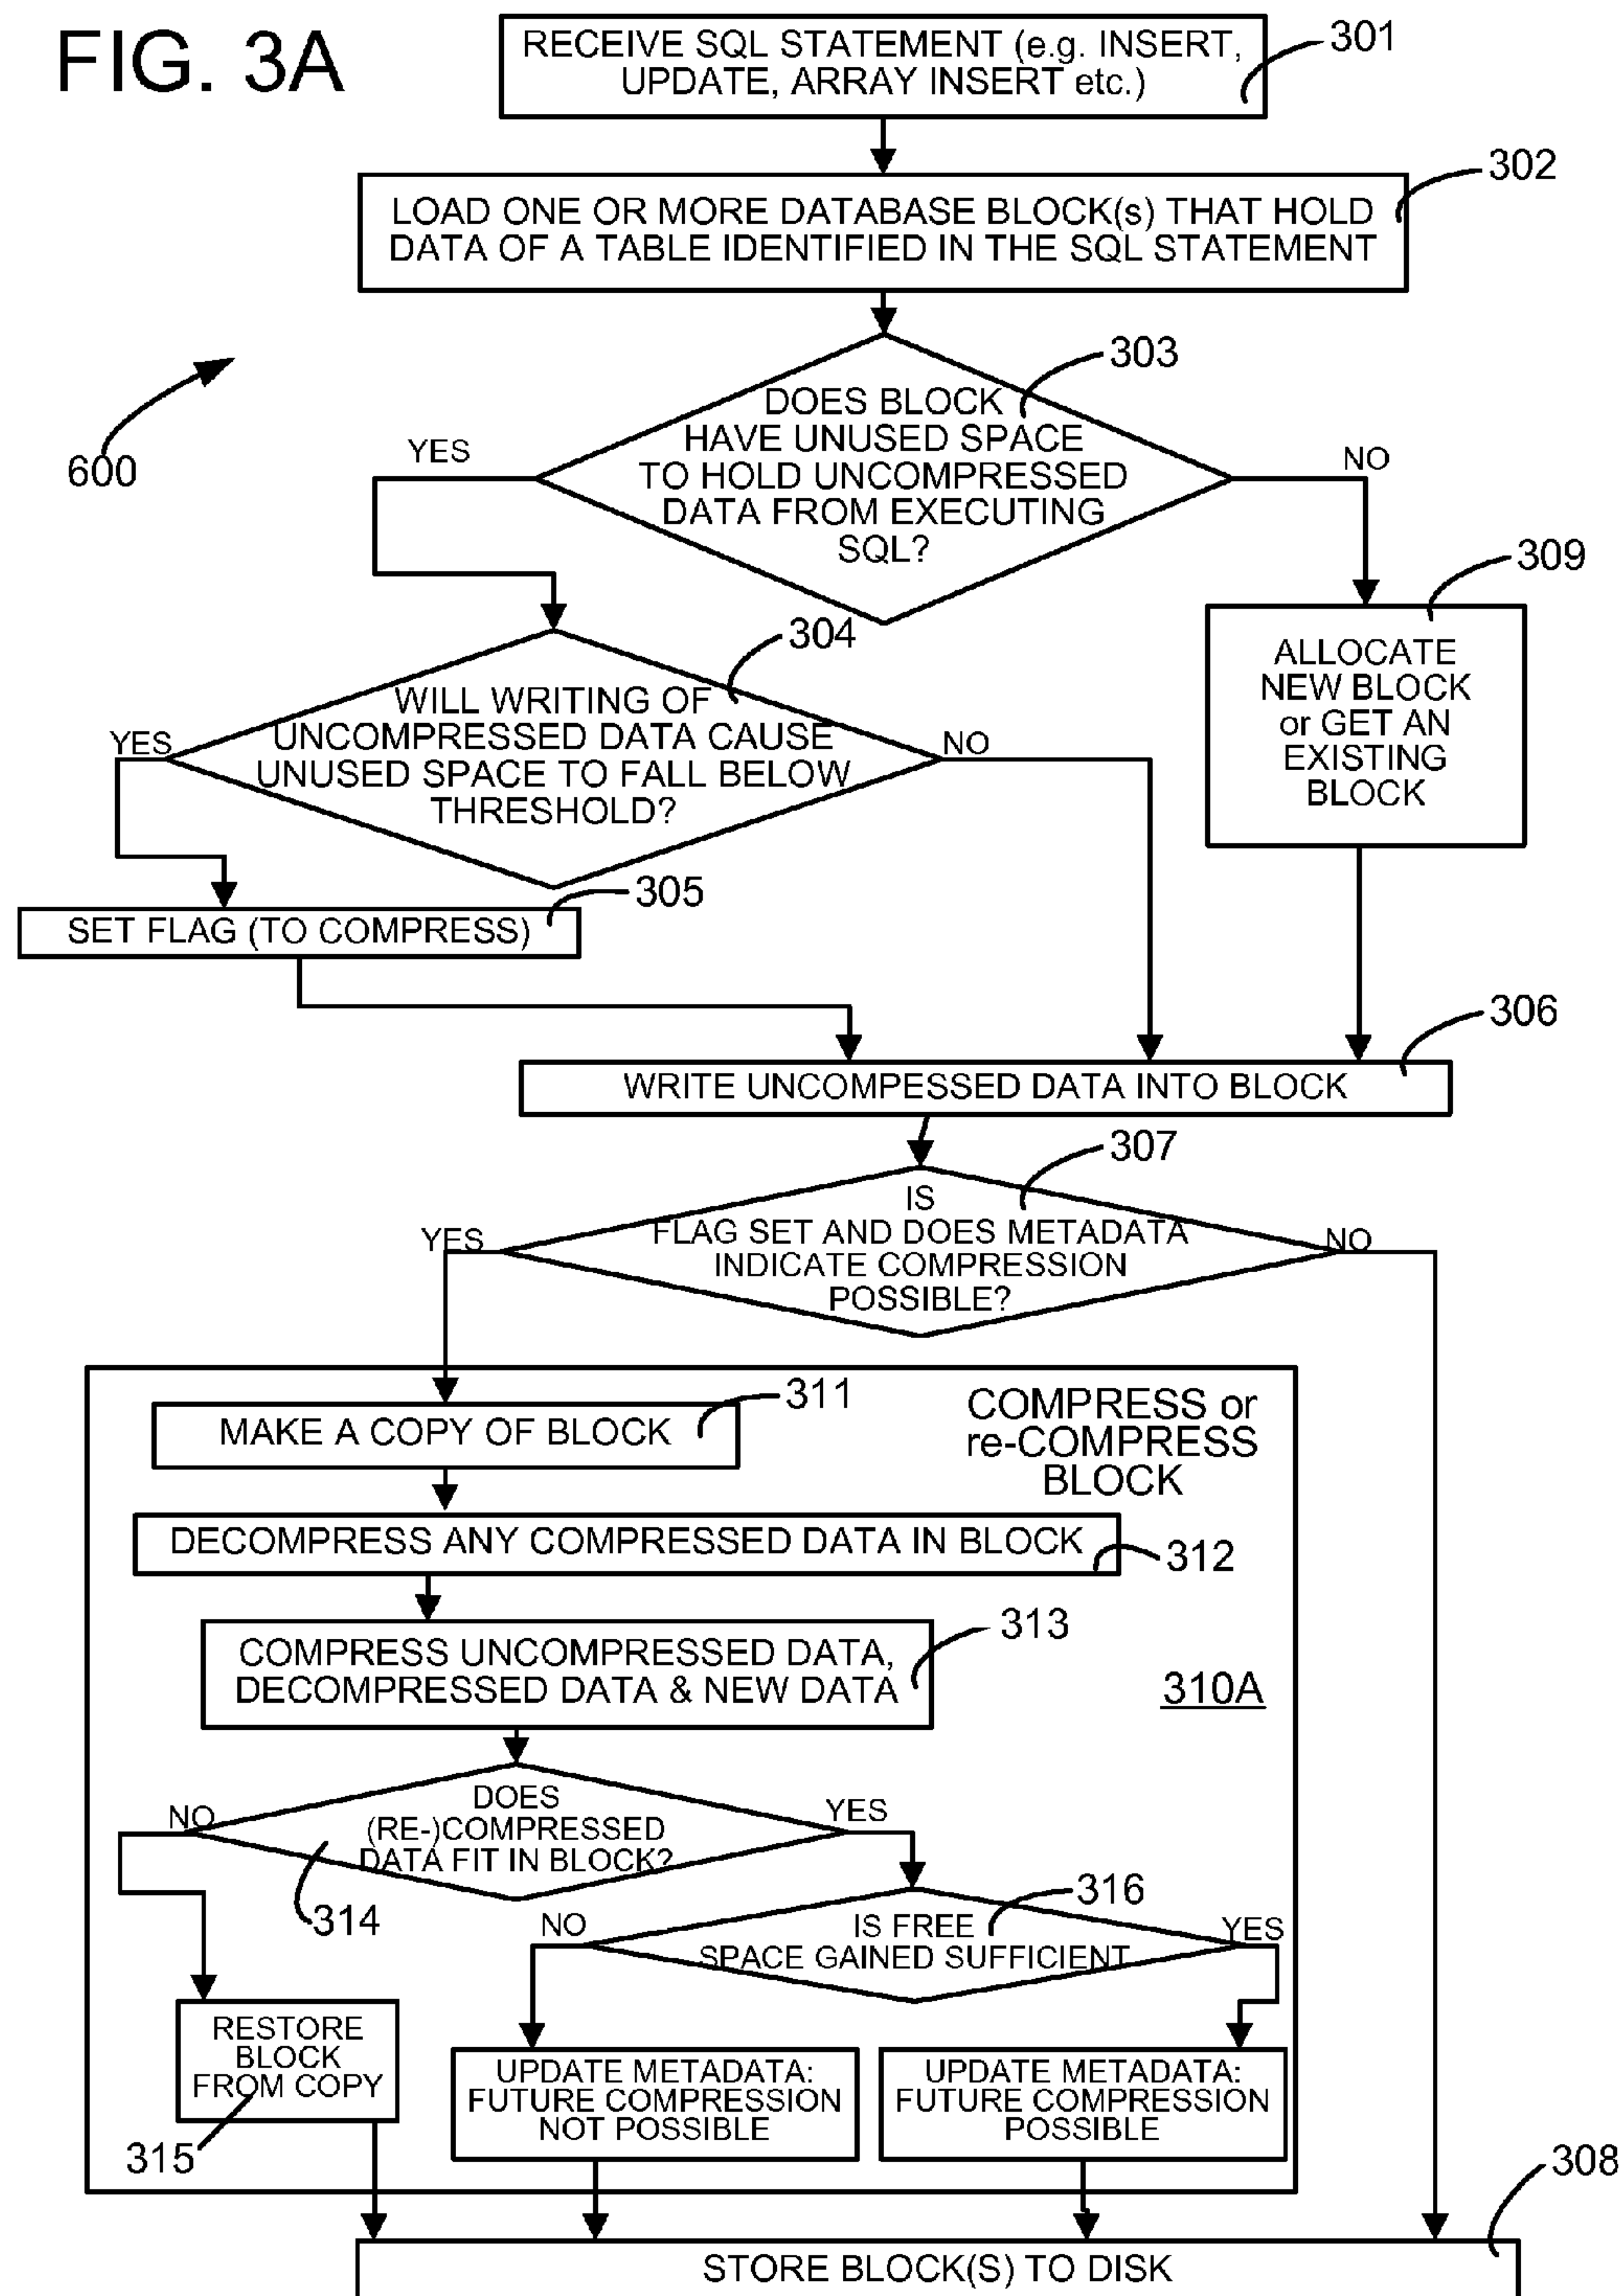 FIG. 3A
RECEIVE SQL STATEMENT (e.g. INSERT,
UPDATE, ARRAY INSERT etc.)
301
302
LOAD ONE OR MORE DATABASE BLOCK(s) THAT HOLD
DATA OF A TABLE IDENTIFIED IN THE SQL STATEMENT
303
DOES BLOCK
HAVE UNUSED SPACE
TO HOLD UNCOMPRESSED
DATA FROM EXECUTING
SQL?
YES
NO
600
309
ALLOCATE
NEW BLOCK
or GET AN
EXISTING
BLOCK
304
WILL WRITING OF
UNCOMPRESSED DATA CAUSE
UNUSED SPACE TO FALL BELOW
THRESHOLD?
YES
NO
305
SET FLAG (TO COMPRESS)
306
WRITE UNCOMPESSED DATA INTO BLOCK
307
IS
FLAG SET AND DOES METADATA
INDICATE COMPRESSION
POSSIBLE?
YES
NO
311
MAKE A COPY OF BLOCK
COMPRESS or
re-COMPRESS
BLOCK
DECOMPRESS ANY COMPRESSED DATA IN BLOCK
312
313
COMPRESS UNCOMPRESSED DATA,
DECOMPRESSED DATA & NEW DATA
310A
DOES
(RE-)COMPRESSED
DATA FIT IN BLOCK?
NO
YES
314
316
IS FREE
SPACE GAINED SUFFICIENT
NO
YES
RESTORE
BLOCK
FROM COPY
315
UPDATE METADATA:
FUTURE COMPRESSION
NOT POSSIBLE
UPDATE METADATA:
FUTURE COMPRESSION
POSSIBLE
308
STORE BLOCK(S) TO DISK